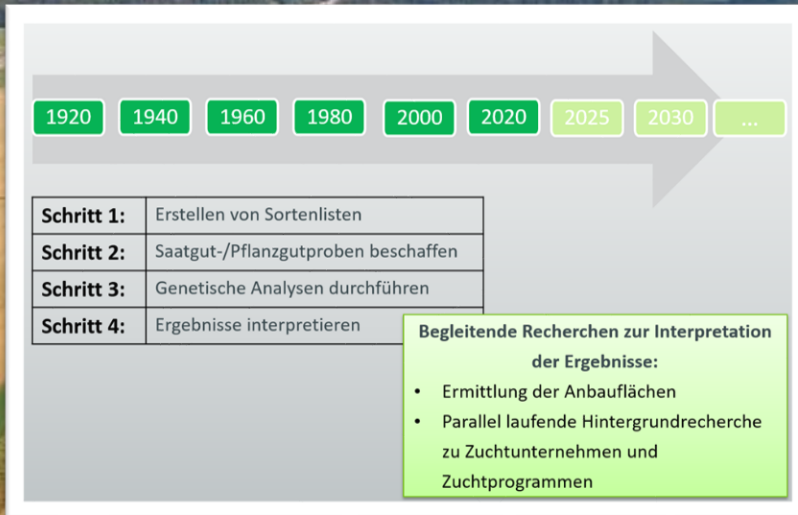 1920 1940 1960 1980 2000 2020 2025 2030 ...
Schritt 1: Erstellen von Sortenlisten
Schritt 2: Saatgut-/Pflanzgutproben beschaffen
Schritt 3: Genetische Analysen durchführen
Schritt 4: Ergebnisse interpretieren
Begleitende Recherchen zur Interpretation
der Ergebnisse:
• Ermittlung der Anbauflächen
• Parallel laufende Hintergrundrecherche
zu Zuchtunternehmen und
Zuchtprogrammen